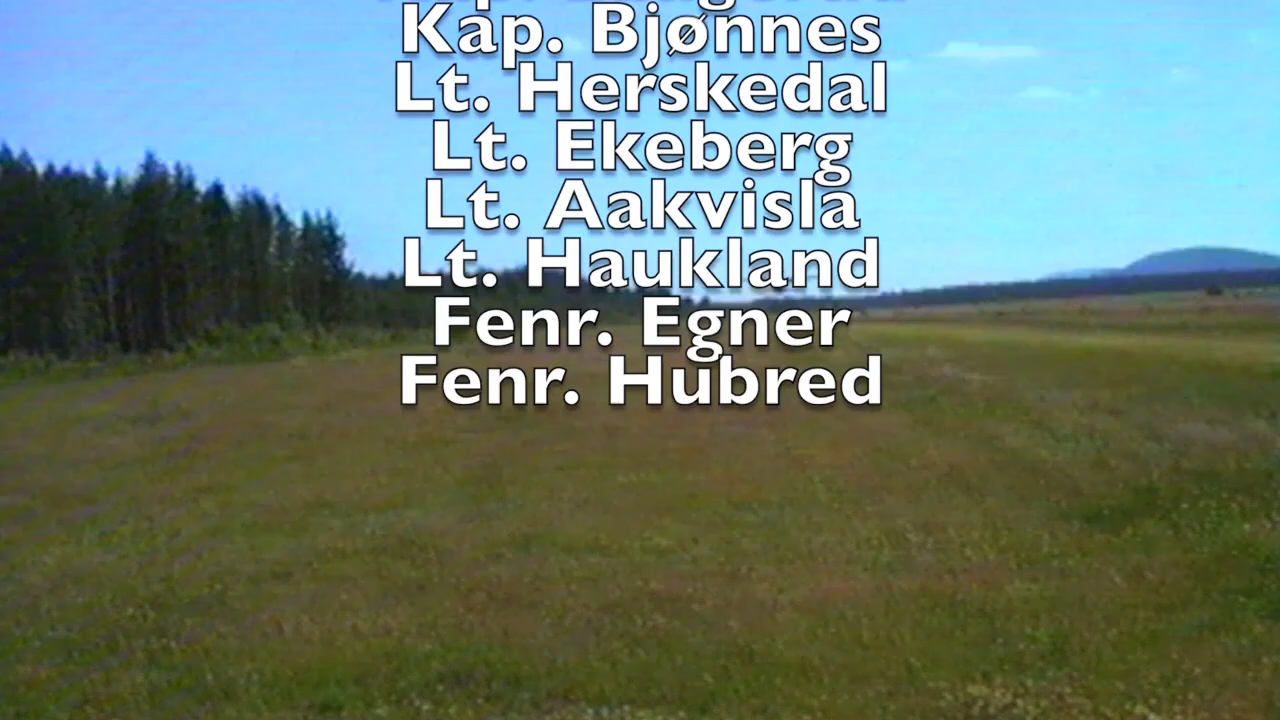 Kap. Bjønnes
Lt. Herskedal
Lt. Ekeberg
Lt. Aakvisla
Lt. Haukland
Fenr. Egner
Fenr. Hubred